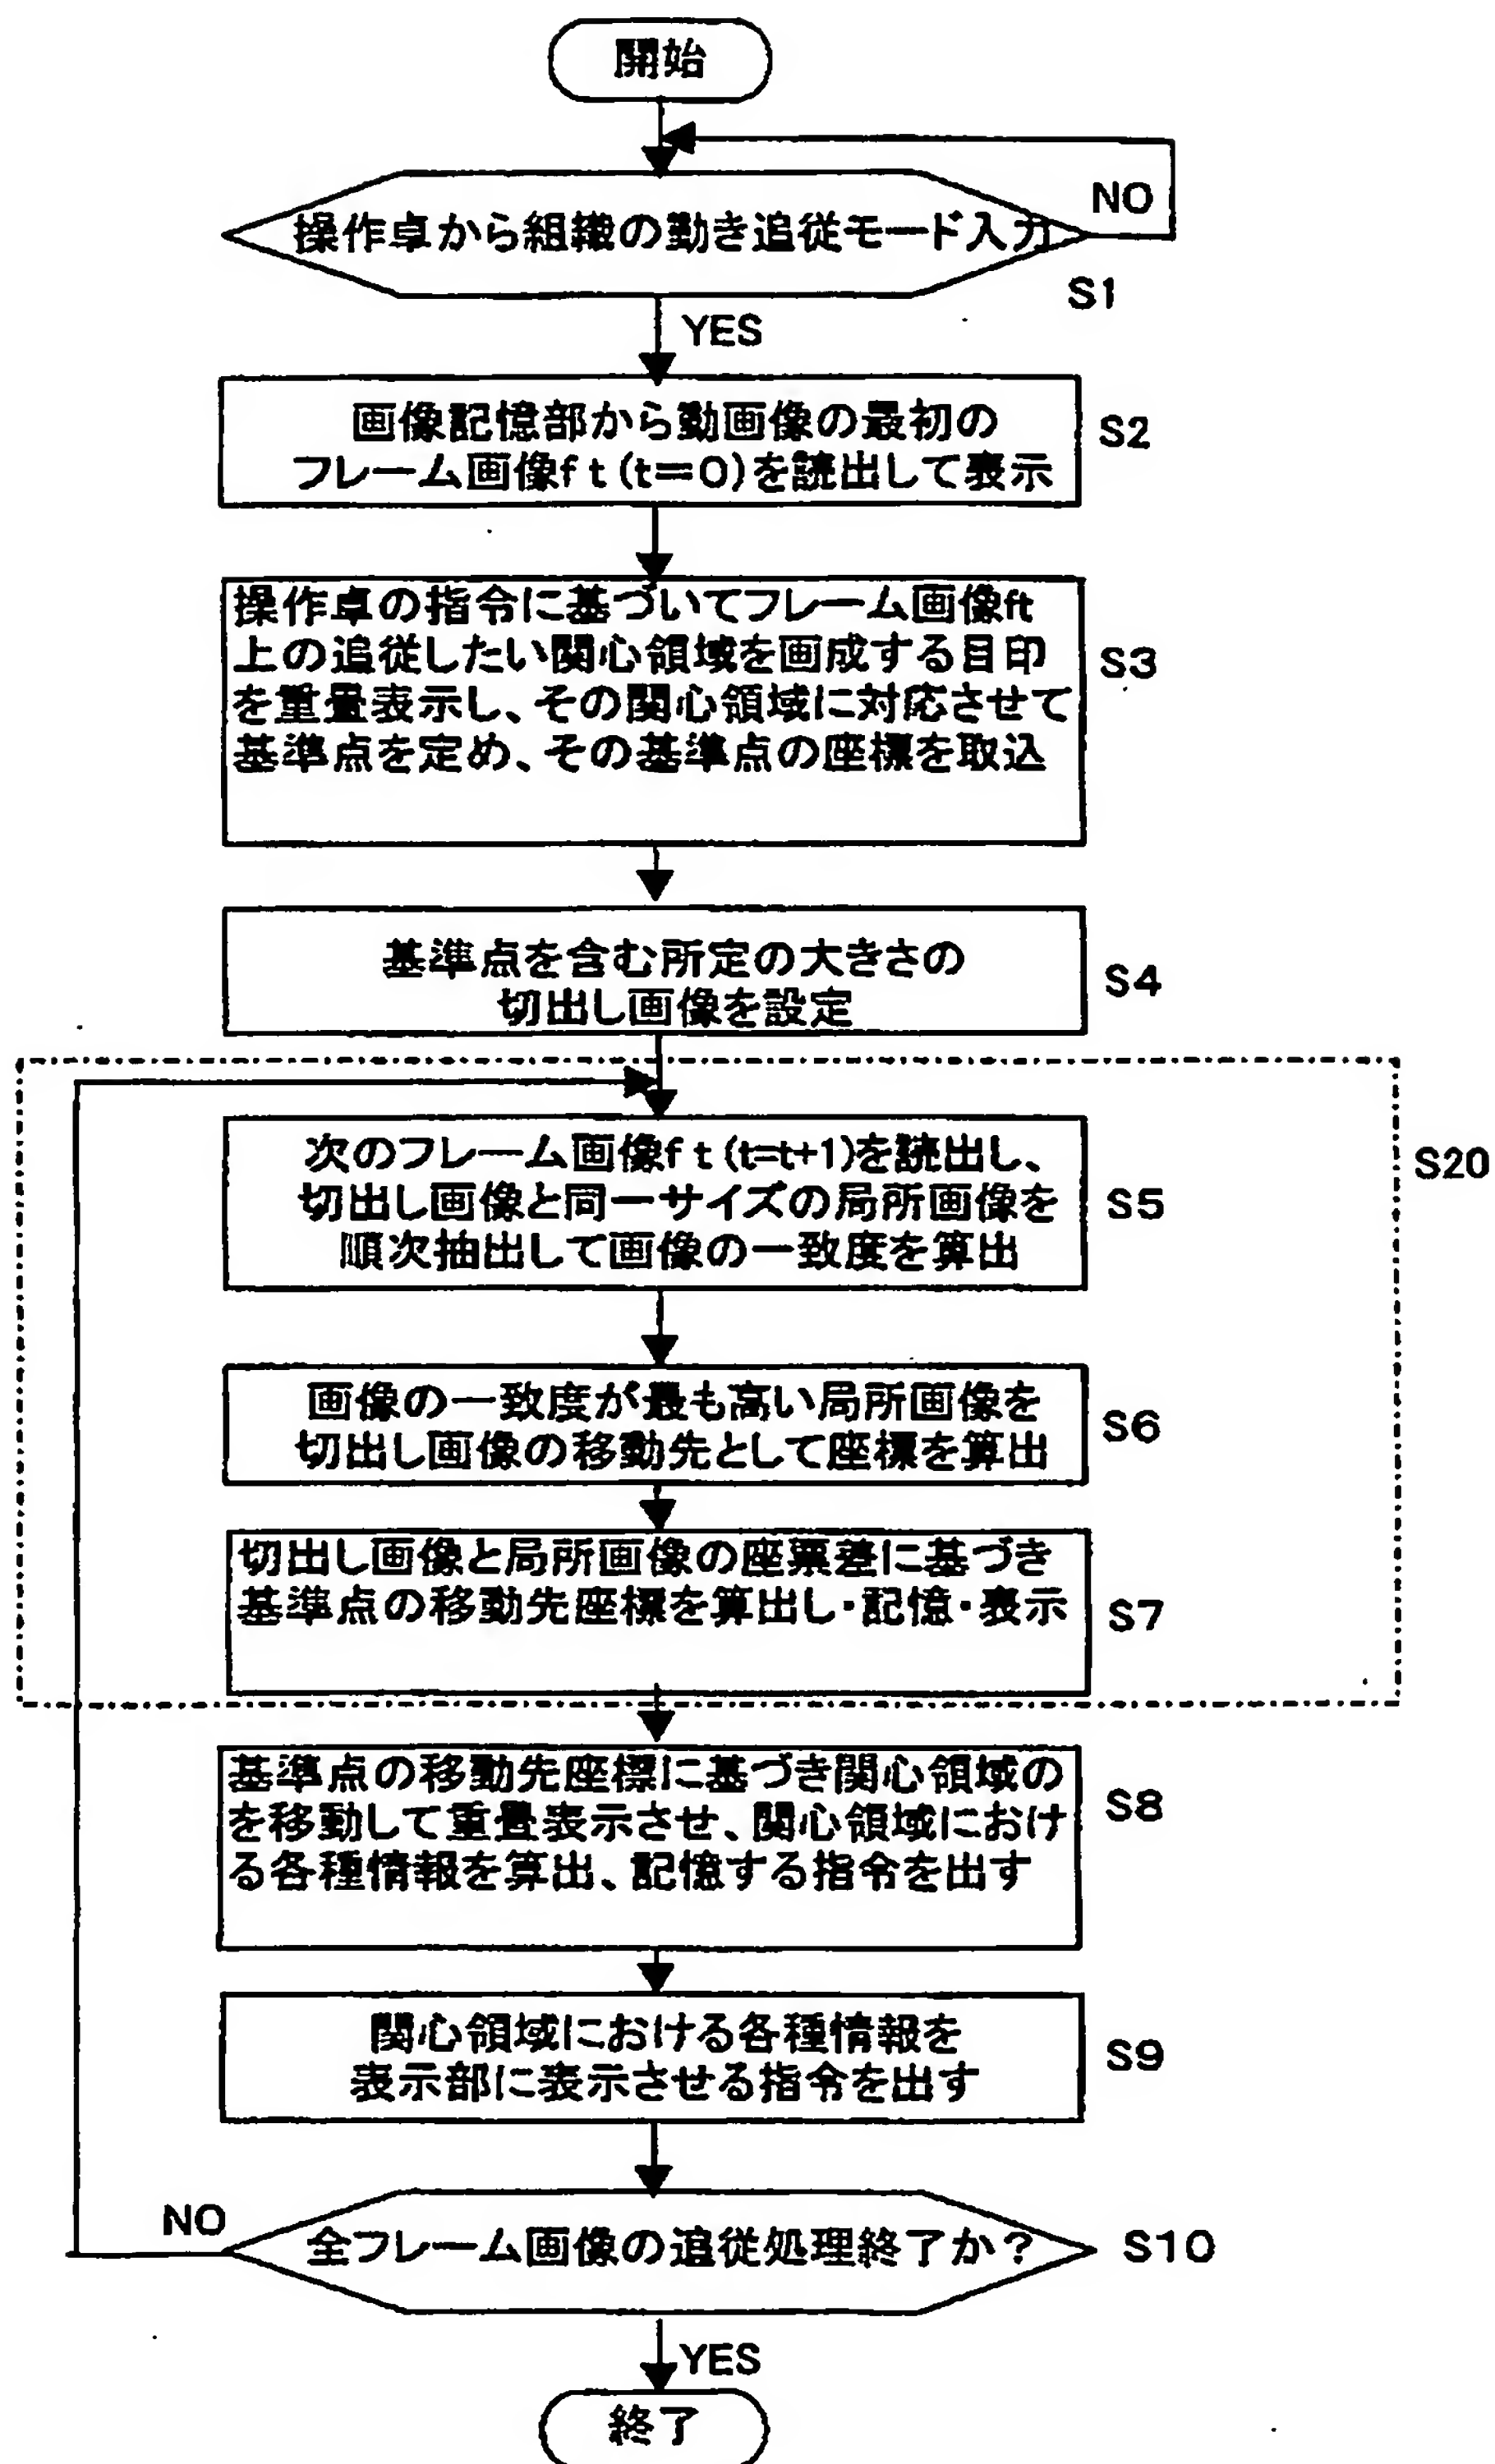 開始
NO
操作卓から組織の動き追従モード入力
S1
YES
画像記憶部から動画像の最初の
フレーム画像ft(t=0)を読出して表示
S2
操作卓の指令に基づいてフレーム画像ft
上の追従したい関心領域を画成する目印
を重畳表示し、その関心領域に対応させて
基準点を定め、その基準点の座標を取込
S3
基準点を含む所定の大きさの
切出し画像を設定
S4
次のフレーム画像ft(t=t+1)を読出し、
切出し画像と同一サイズの局所画像を
順次抽出して画像の一致度を算出
S5
S20
画像の一致度が最も高い局所画像を
切出し画像の移動先として座標を算出
S6
切出し画像と局所画像の座票差に基づき
基準点の移動先座標を算出し・記憶・表示
S7
基準点の移動先座標に基づき関心領域の
を移動して重畳表示させ、関心領域におけ
る各種情報を算出、記憶する指令を出す
S8
関心領域における各種情報を
表示部に表示させる指令を出す
S9
NO
全フレーム画像の追従処理終了か?
S10
YES
終了